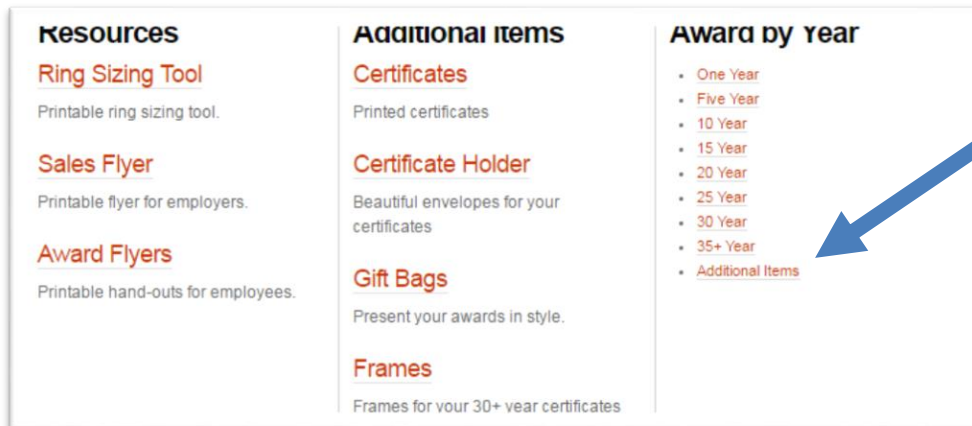 Resources
Ring Sizing Tool
Printable ring sizing tool.
Sales Flyer
Printable flyer for employers.
Award Flyers
Printable hand-outs for employees.
Additional Items
Certificates
Printed certificates
Certificate Holder
Beautiful envelopes for your
certificates
Gift Bags
Present your awards in style.
Frames
Frames for your 30+ year certificates
Award by Year
One Year
Five Year
10 Year
15 Year
20 Year
25 Year
30 Year
35+ Year
Additional Items